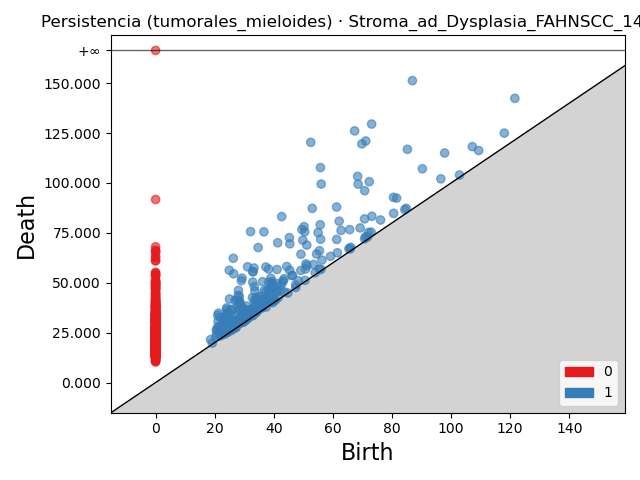 Persistencia (tumorales_mieloides) · Stroma_ad_Dysplasia_FAHNSCC_14
+∞
150.000
125.000
100.000
75.000
50.000
25.000
0.000
Death
0 20 40 60 80 100 120 140
Birth
0
1